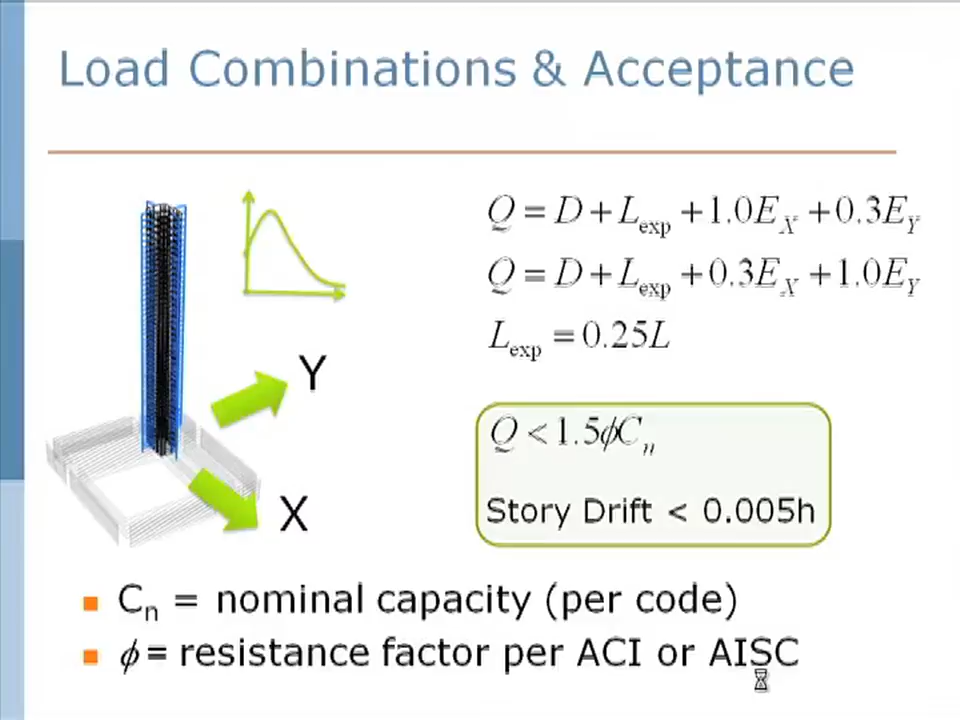 Load Combinations & Acceptance
Q = D + L_exp + 1.0E_X + 0.3E_Y
Q = D + L_exp + 0.3E_X + 1.0E_Y
L_exp = 0.25L
Y
X
Q < 1.5ϕC_n
Story Drift < 0.005h
C_n = nominal capacity (per code)
ϕ = resistance factor per ACI or AISC